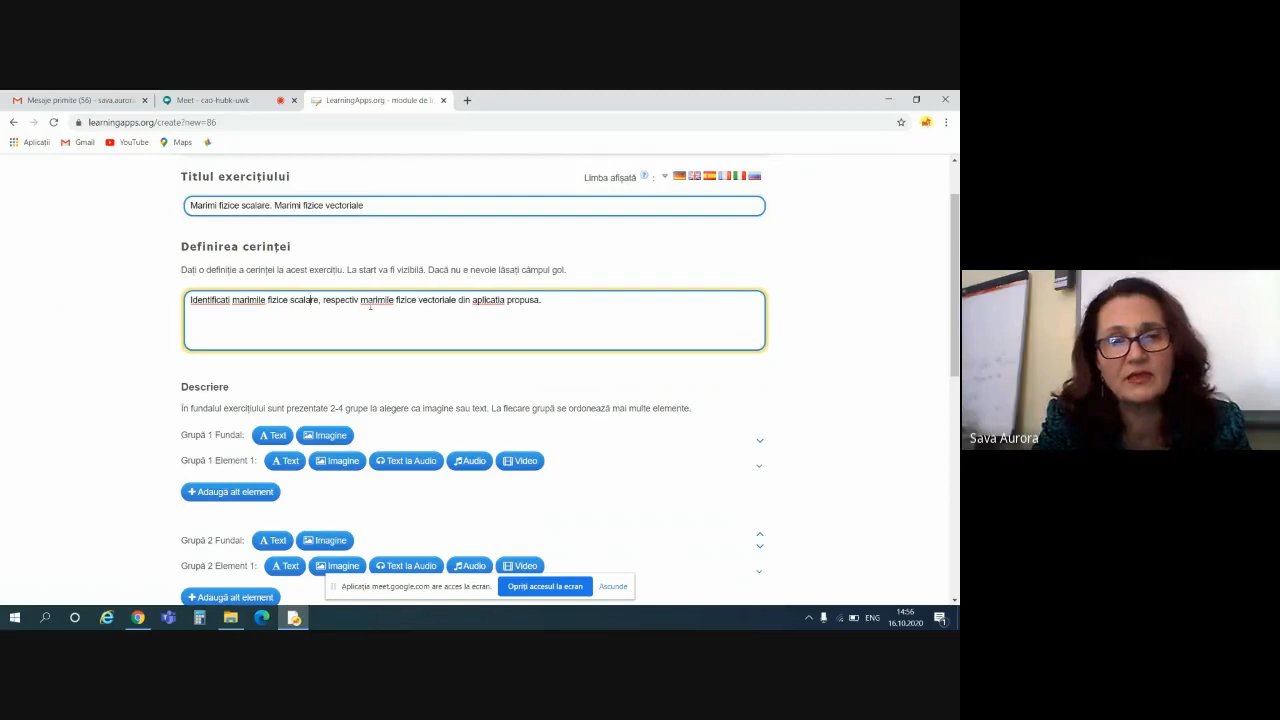 Mesaje primite (56) - sava.aurora
Meet - cao-hubk-uwk
LearningApps.org - module de î
learningapps.org/create?new=86
Aplicații
Gmail
YouTube
Maps
Titlul exercițiului
Limba afișată ? :
Marimi fizice scalare. Marimi fizice vectoriale
Definirea cerinței
Dați o definiție a cerinței la acest exercițiu. La start va fi vizibilă. Dacă nu e nevoie lăsați câmpul gol.
Identificati marimile fizice scalare, respectiv marimile fizice vectoriale din aplicatia propusa.
Descriere
În fundalul exercițiului sunt prezentate 2-4 grupe la alegere ca imagine sau text. La fiecare grupă se ordonează mai multe elemente.
Grupă 1 Fundal: A Text Imagine
Grupă 1 Element 1: A Text Imagine Text la Audio Audio Video
+ Adaugă alt element
Grupă 2 Fundal: A Text Imagine
Grupă 2 Element 1: A Text Imagine Text la Audio Audio Video
+ Adaugă alt element
Aplicația meet.google.com are acces la ecran. Opriți accesul la ecran Ascunde
ENG
14:56
16.10.2020
1
Sava Aurora